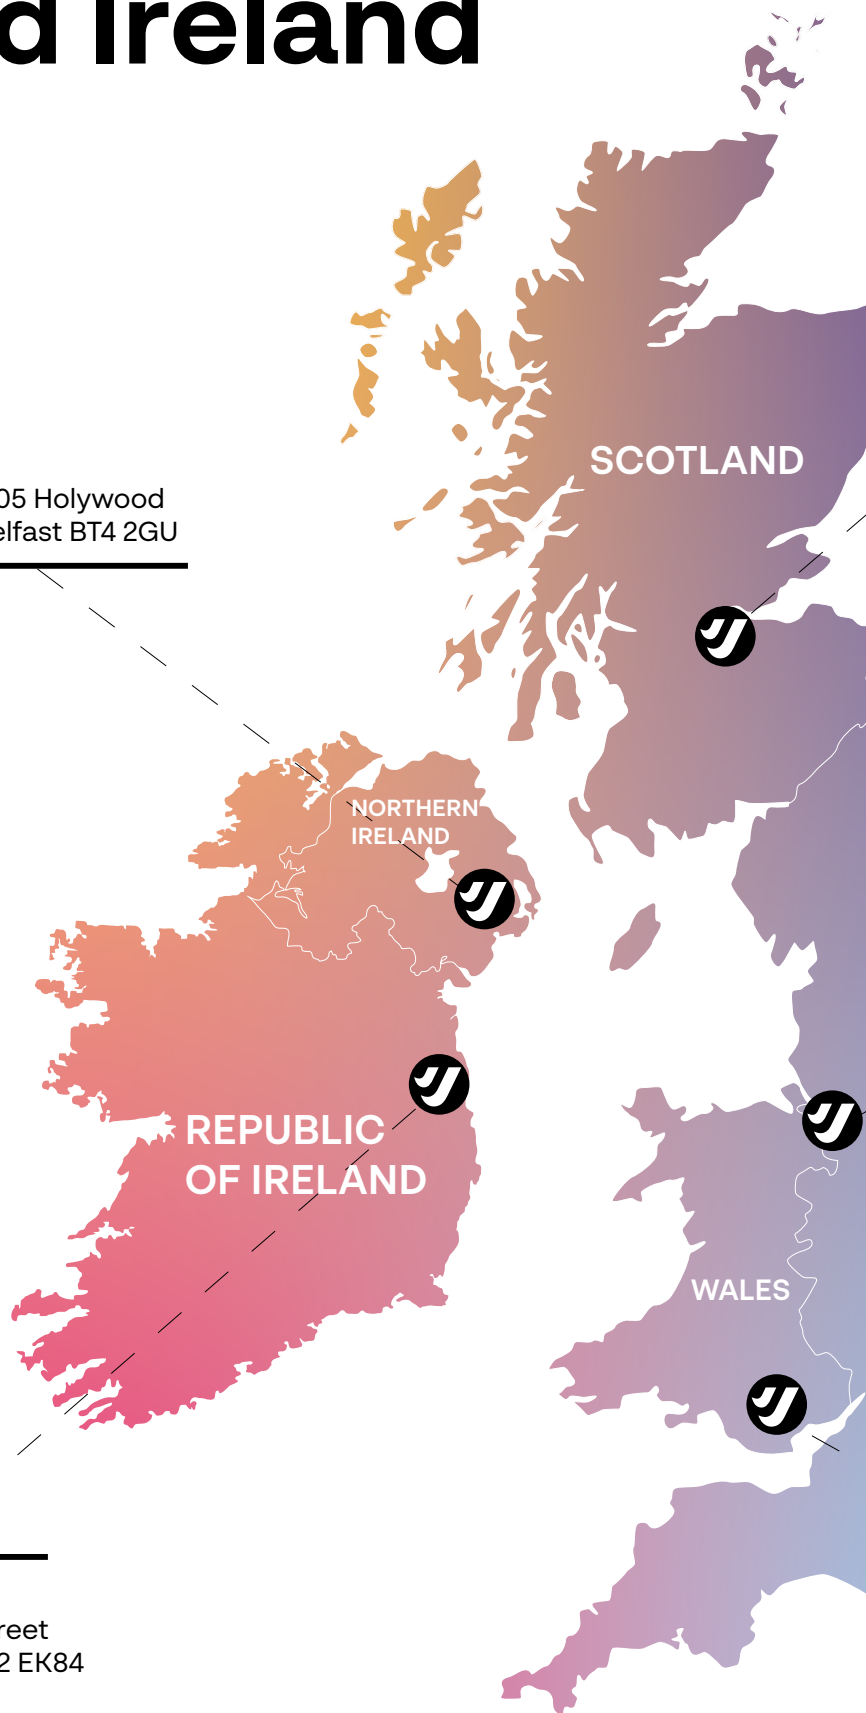 d Ireland
SCOTLAND
05 Holywood
elfast BT4 2GU
NORTHERN
IRELAND
REPUBLIC
OF IRELAND
WALES
reet
2 EK84